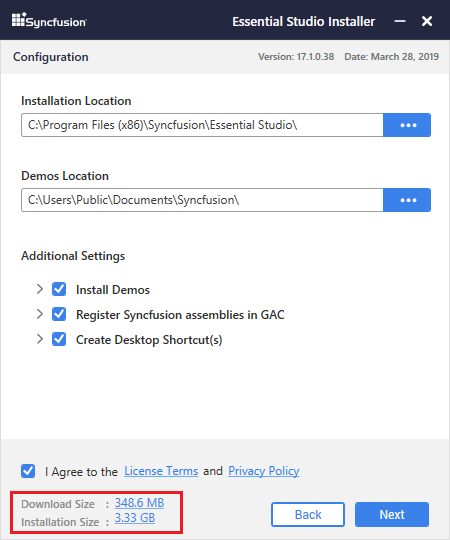 Syncfusion Essential Studio Installer
Configuration Version: 17.1.0.38 Date: March 28, 2019
Installation Location
C:\Program Files (x86)\Syncfusion\Essential Studio\
Demos Location
C:\Users\Public\Documents\Syncfusion\
Additional Settings
Install Demos
Register Syncfusion assemblies in GAC
Create Desktop Shortcut(s)
I Agree to the License Terms and Privacy Policy
Download Size : 348.6 MB
Installation Size : 3.33 GB
Back Next